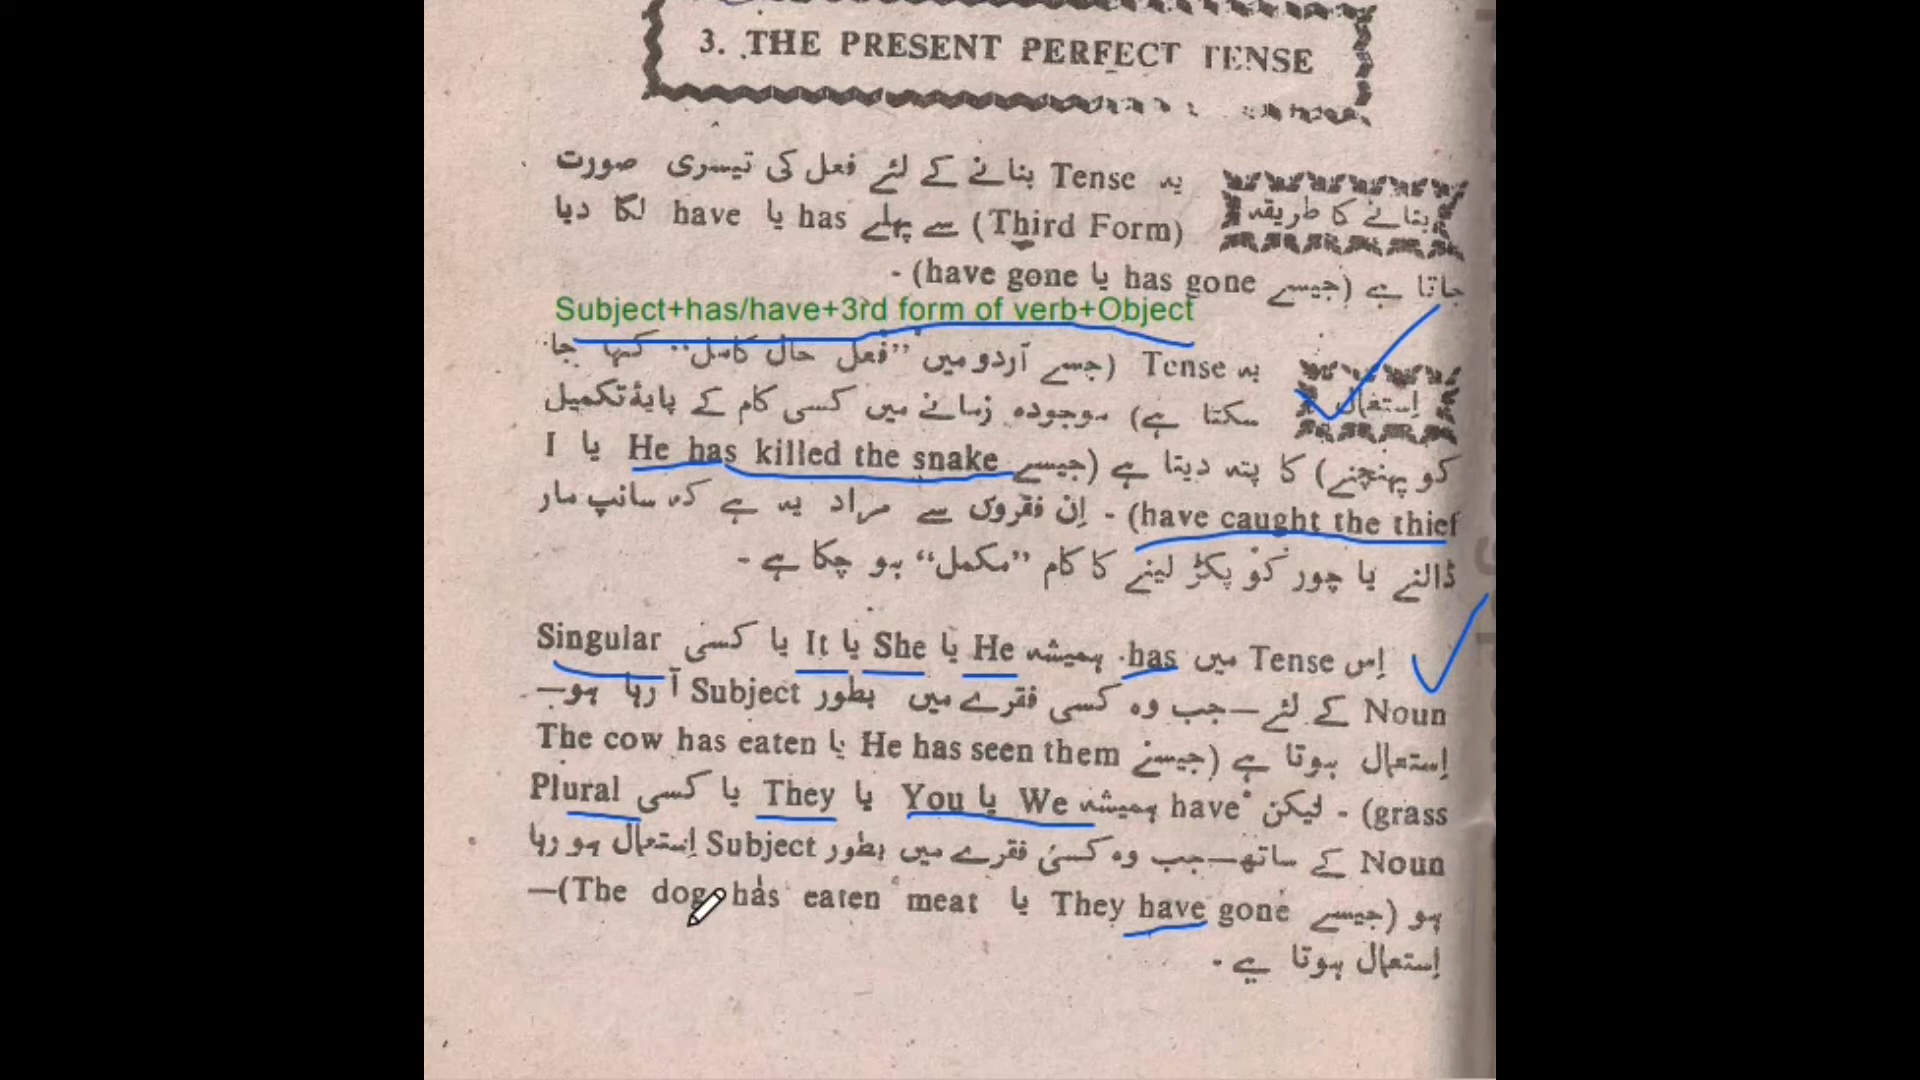 3. THE PRESENT PERFECT TENSE
بنانے کا طریقہ
یہ Tense بنانے کے لئے فعل کی تیسری صورت
(Third Form) سے پہلے has یا have لگا دیا
جاتا ہے (جیسے has gone یا have gone) -
Subject+has/have+3rd form of verb+Object
اِستعمال
یہ Tense (جسے اردو میں ”فعل حال کامل“ کہا جا
سکتا ہے) موجودہ زمانے میں کسی کام کے پایۂ تکمیل
کو پہنچنے) کا پتہ دیتا ہے (جیسے He has killed the snake یا I
have caught the thief) - اِن فقروں سے مراد یہ ہے کہ سانپ مار
ڈالنے یا چور کو پکڑ لینے کا کام ”مکمل“ ہو چکا ہے -
اِس Tense میں has ہمیشہ He یا She یا It یا کسی Singular
Noun کے لئے — جب وہ کسی فقرے میں بطور Subject آ رہا ہو —
اِستعمال ہوتا ہے (جیسے He has seen them یا The cow has eaten
grass) - لیکن have ہمیشہ We یا You یا They یا کسی Plural
Noun کے ساتھ — جب وہ کسی فقرے میں بطور Subject اِستعمال ہو رہا
ہو (جیسے They have gone یا The dog has eaten meat) —
اِستعمال ہوتا ہے -